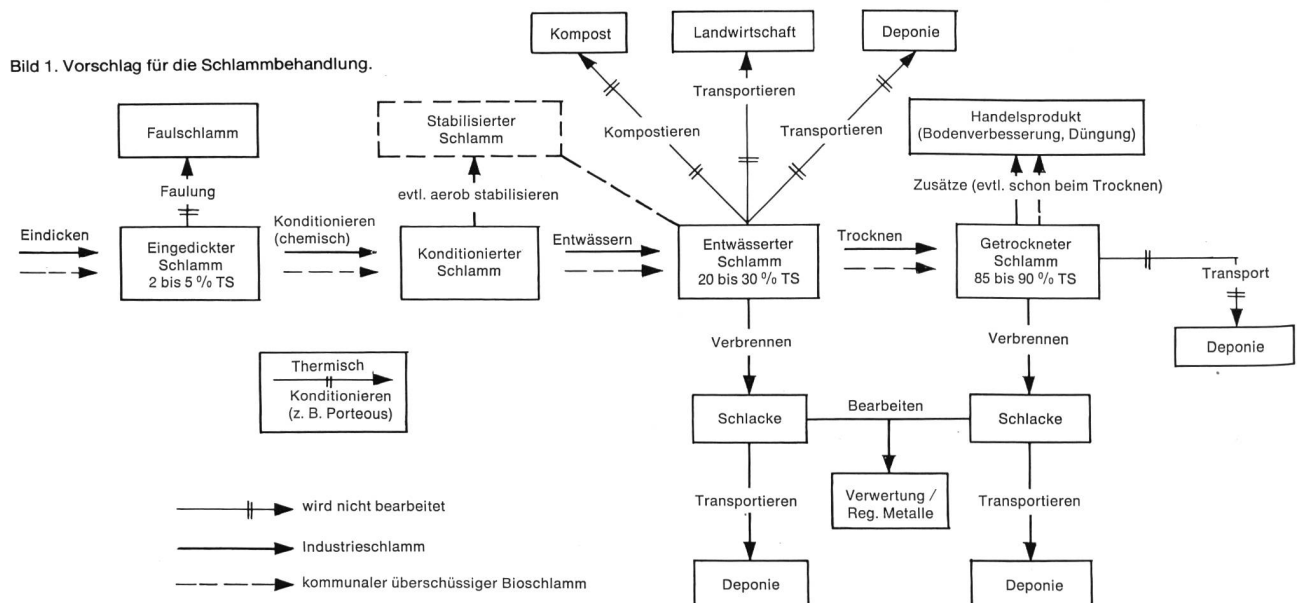 Bild 1. Vorschlag für die Schlammbehandlung.
Kompost
Landwirtschaft
Deponie
Transportieren
Kompostieren
Transportieren
Faulschlamm
Stabilisierter
Schlamm
Handelsprodukt
(Bodenverbesserung, Düngung)
Faulung
evtl. aerob stabilisieren
Zusätze (evtl. schon beim Trocknen)
Eindicken
Eingedickter
Schlamm
2 bis 5 % TS
Konditionieren
(chemisch)
Konditionierter
Schlamm
Entwässern
Entwässerter
Schlamm
20 bis 30 % TS
Trocknen
Getrockneter
Schlamm
85 bis 90 % TS
Transport
Deponie
Verbrennen
Verbrennen
Thermisch
Konditionieren
(z. B. Porteous)
Schlacke
Bearbeiten
Schlacke
Transportieren
Verwertung /
Reg. Metalle
Transportieren
Deponie
Deponie
wird nicht bearbeitet
Industrieschlamm
kommunaler überschüssiger Bioschlamm